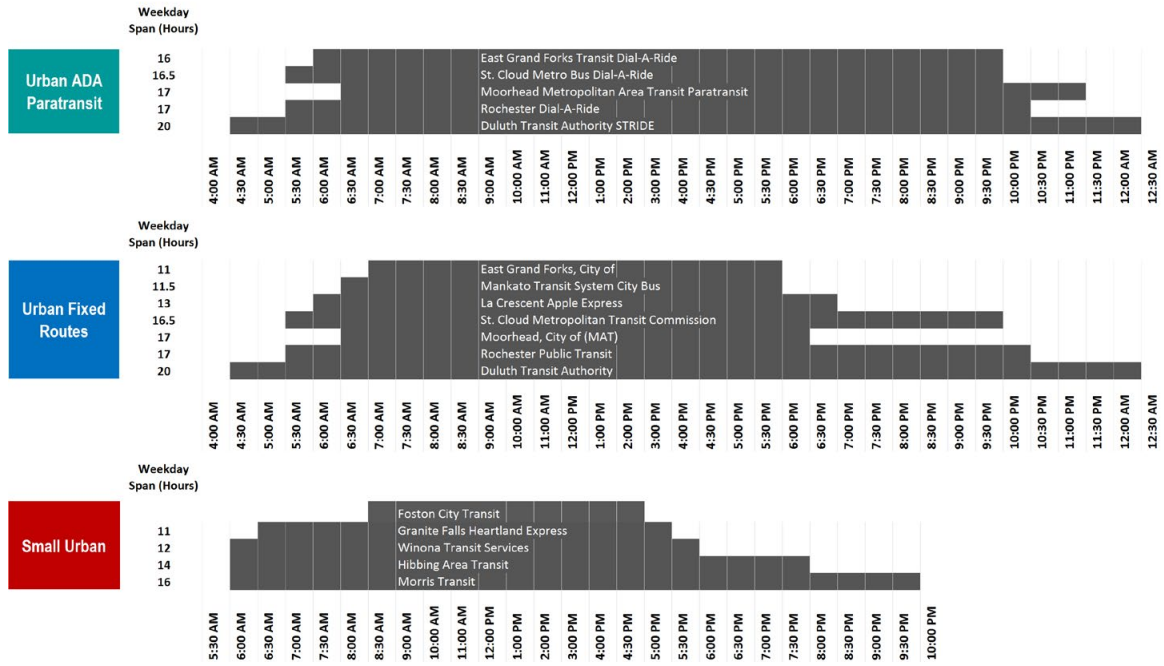 Weekday
Span (Hours)
Urban ADA
Paratransit
16
East Grand Forks Transit Dial-A-Ride
16.5
St. Cloud Metro Bus Dial-A-Ride
17
Moorhead Metropolitan Area Transit Paratransit
17
Rochester Dial-A-Ride
20
Duluth Transit Authority STRIDE
4:00 AM
4:30 AM
5:00 AM
5:30 AM
6:00 AM
6:30 AM
7:00 AM
7:30 AM
8:00 AM
8:30 AM
9:00 AM
10:00 AM
11:00 AM
12:00 PM
1:00 PM
2:00 PM
3:00 PM
4:00 PM
4:30 PM
5:00 PM
5:30 PM
6:00 PM
6:30 PM
7:00 PM
7:30 PM
8:00 PM
8:30 PM
9:00 PM
9:30 PM
10:00 PM
10:30 PM
11:00 PM
11:30 PM
12:00 AM
12:30 AM
Weekday
Span (Hours)
Urban Fixed
Routes
11
East Grand Forks, City of
11.5
Mankato Transit System City Bus
13
La Crescent Apple Express
16.5
St. Cloud Metropolitan Transit Commission
17
Moorhead, City of (MAT)
17
Rochester Public Transit
20
Duluth Transit Authority
4:00 AM
4:30 AM
5:00 AM
5:30 AM
6:00 AM
6:30 AM
7:00 AM
7:30 AM
8:00 AM
8:30 AM
9:00 AM
10:00 AM
11:00 AM
12:00 PM
1:00 PM
2:00 PM
3:00 PM
4:00 PM
4:30 PM
5:00 PM
5:30 PM
6:00 PM
6:30 PM
7:00 PM
7:30 PM
8:00 PM
8:30 PM
9:00 PM
9:30 PM
10:00 PM
10:30 PM
11:00 PM
11:30 PM
12:00 AM
12:30 AM
Weekday
Span (Hours)
Small Urban
Foston City Transit
11
Granite Falls Heartland Express
12
Winona Transit Services
14
Hibbing Area Transit
16
Morris Transit
5:30 AM
6:00 AM
6:30 AM
7:00 AM
7:30 AM
8:00 AM
8:30 AM
9:00 AM
10:00 AM
11:00 AM
12:00 PM
1:00 PM
2:00 PM
3:00 PM
4:00 PM
4:30 PM
5:00 PM
5:30 PM
6:00 PM
6:30 PM
7:00 PM
7:30 PM
8:00 PM
8:30 PM
9:00 PM
9:30 PM
10:00 PM